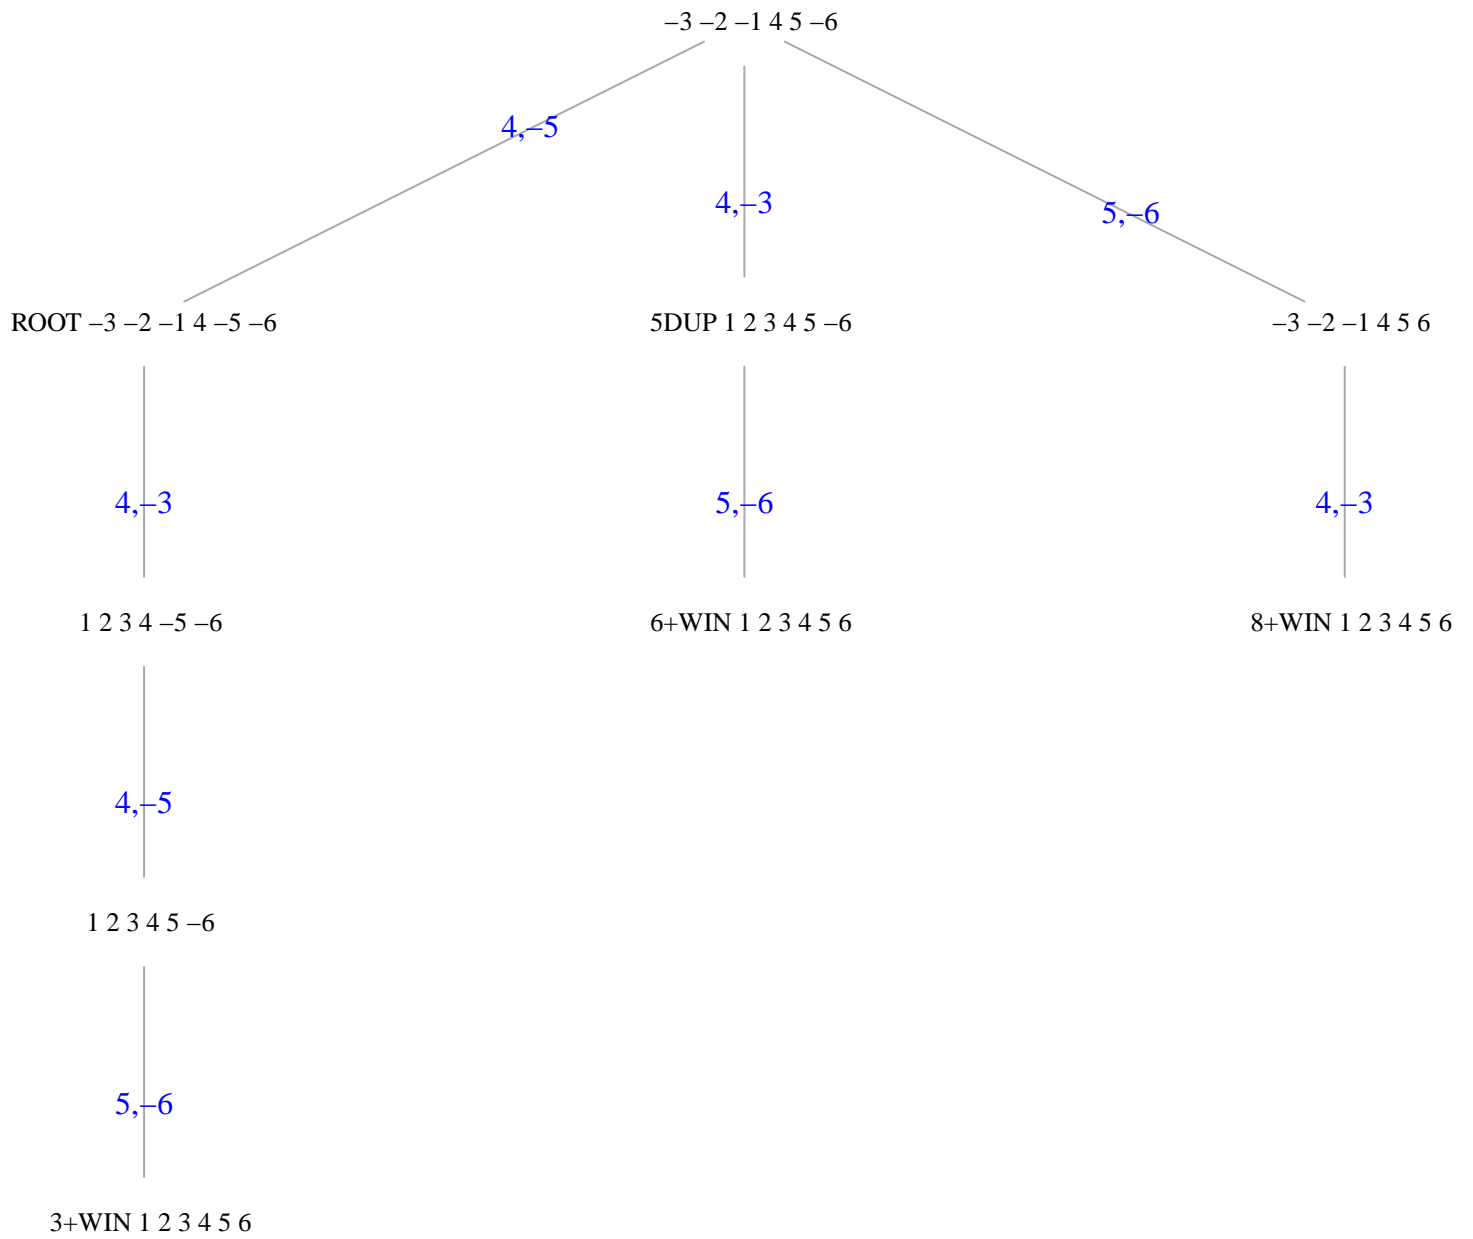 –3 –2 –1 4 5 –6
4,–5
4,–3
5,–6
ROOT –3 –2 –1 4 –5 –6
5DUP 1 2 3 4 5 –6
–3 –2 –1 4 5 6
4,–3
5,–6
4,–3
1 2 3 4 –5 –6
6+WIN 1 2 3 4 5 6
8+WIN 1 2 3 4 5 6
4,–5
1 2 3 4 5 –6
5,–6
3+WIN 1 2 3 4 5 6